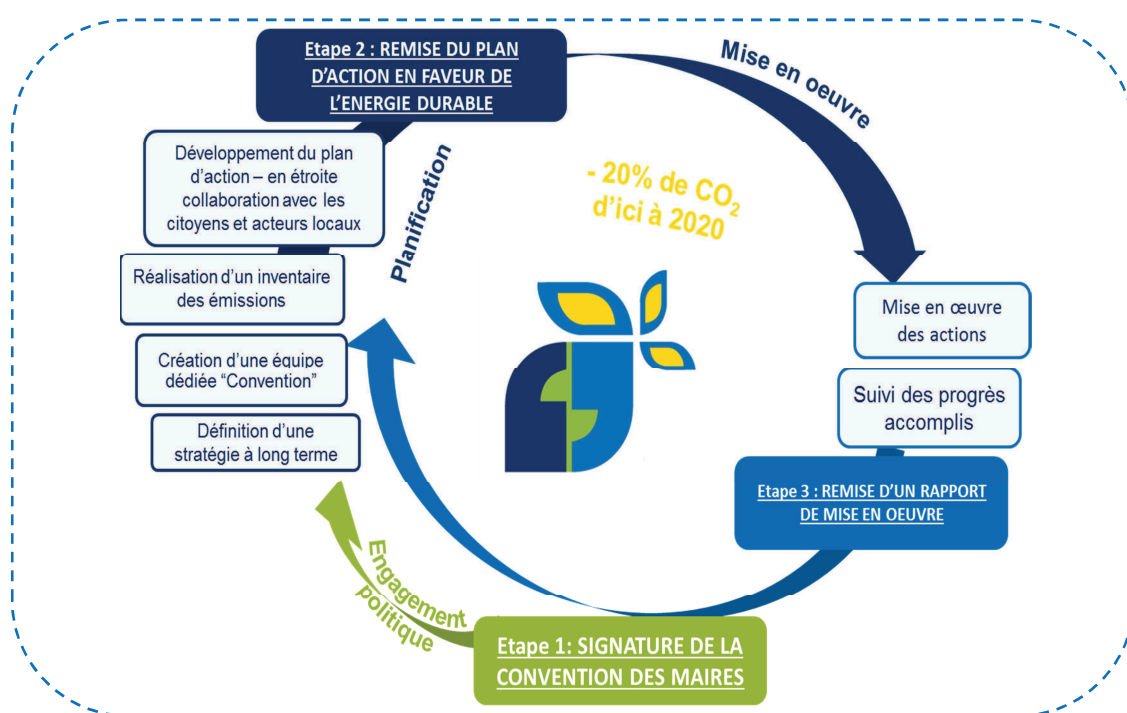 Etape 2 : REMISE DU PLAN
D'ACTION EN FAVEUR DE
L'ENERGIE DURABLE
Mise en oeuvre
Développement du plan
d'action – en étroite
collaboration avec les
citoyens et acteurs locaux
Planification
- 20% de CO₂
d'ici à 2020
Réalisation d'un inventaire
des émissions
Mise en œuvre
des actions
Création d'une équipe
dédiée "Convention"
Suivi des progrès
accomplis
Définition d'une
stratégie à long terme
Etape 3 : REMISE D'UN RAPPORT
DE MISE EN OEUVRE
Engagement
politique
Etape 1: SIGNATURE DE LA
CONVENTION DES MAIRES